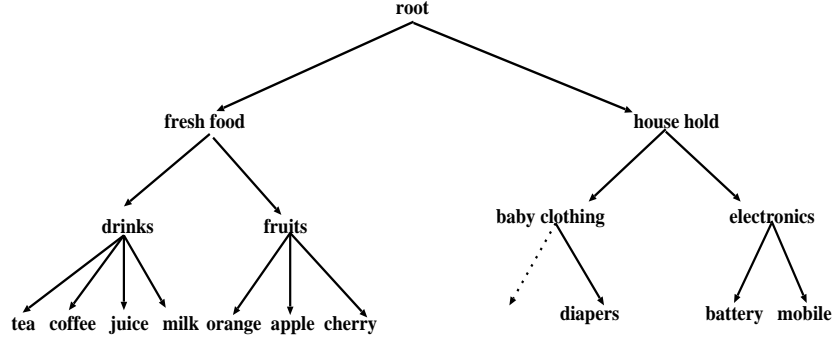 root
fresh food house hold
drinks fruits baby clothing electronics
tea coffee juice milk orange apple cherry diapers battery mobile